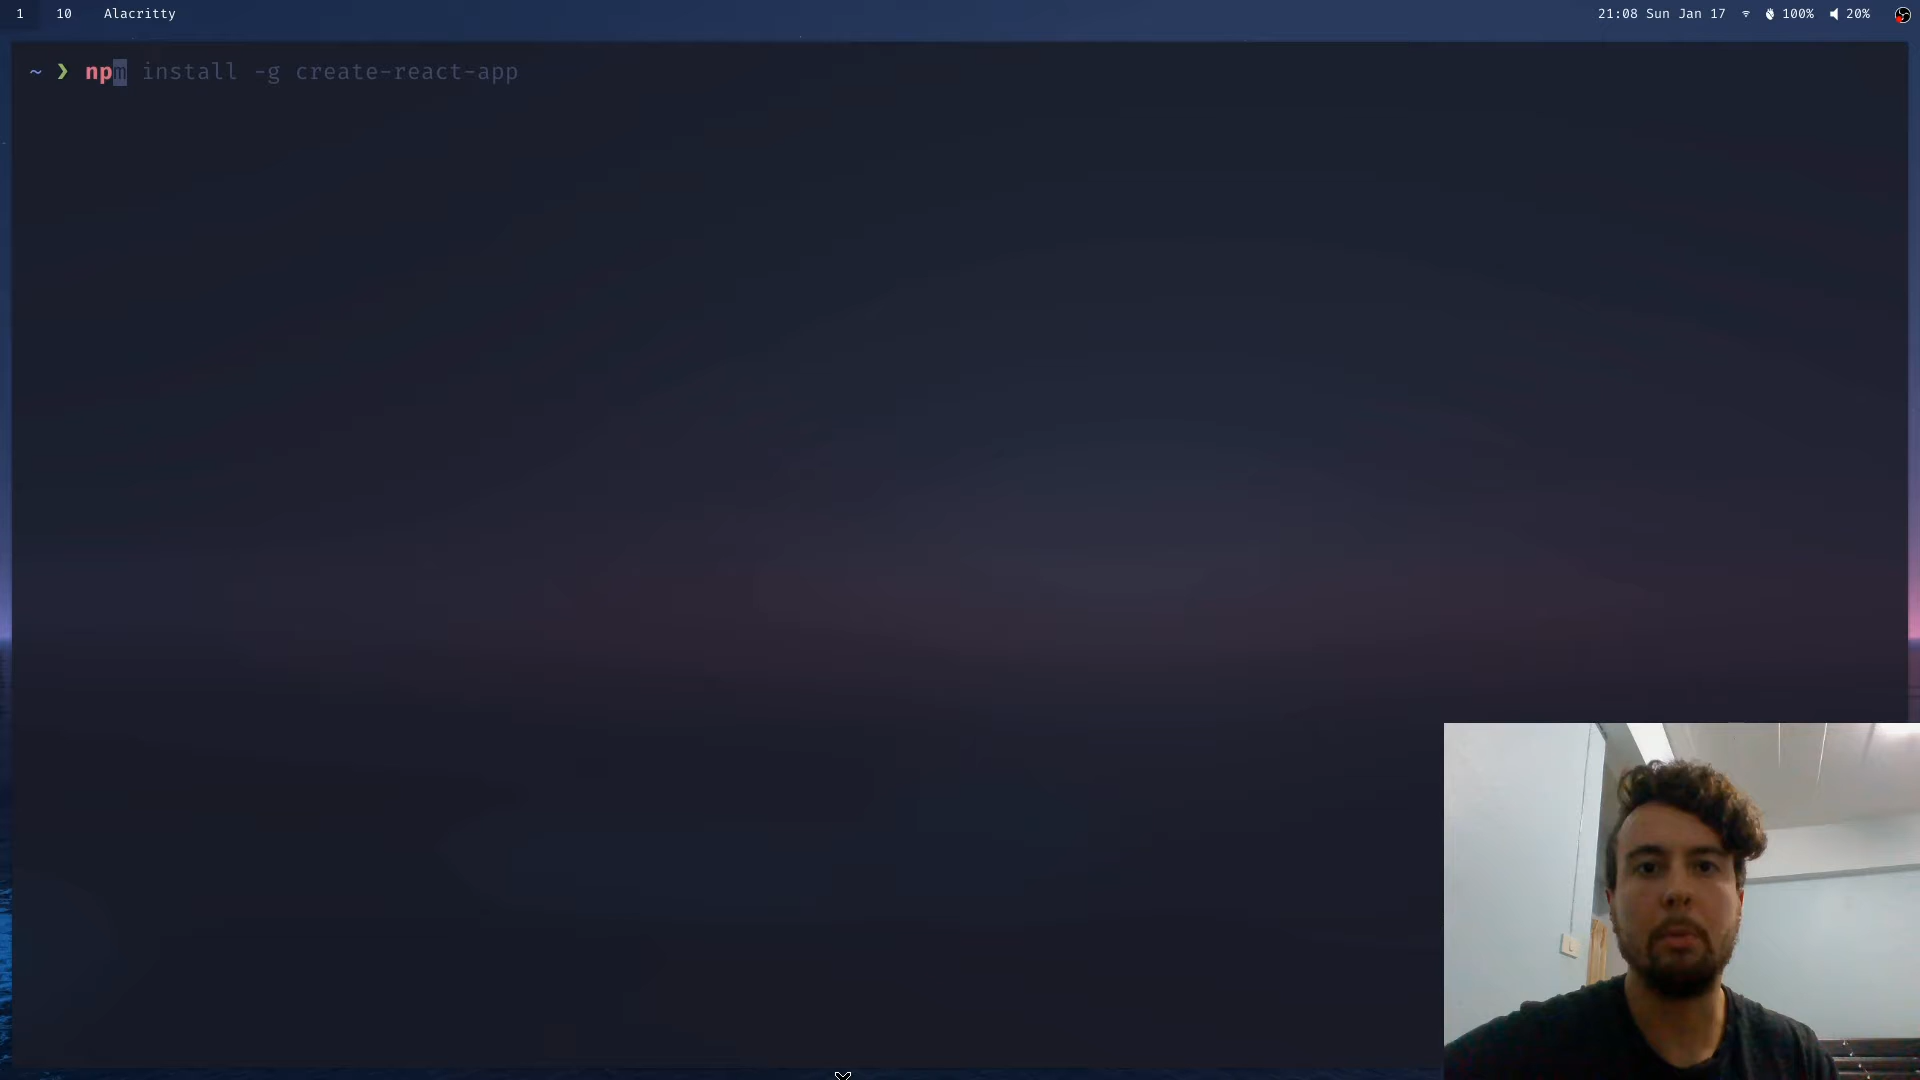 1 10 Alacritty 21:08 Sun Jan 17 100% 20%
~ ❯ npm install -g create-react-app